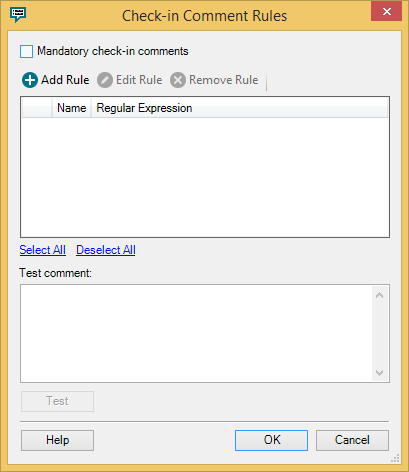 Check-in Comment Rules
Mandatory check-in comments
Add Rule Edit Rule Remove Rule
Name Regular Expression
Select All Deselect All
Test comment:
Test
Help OK Cancel